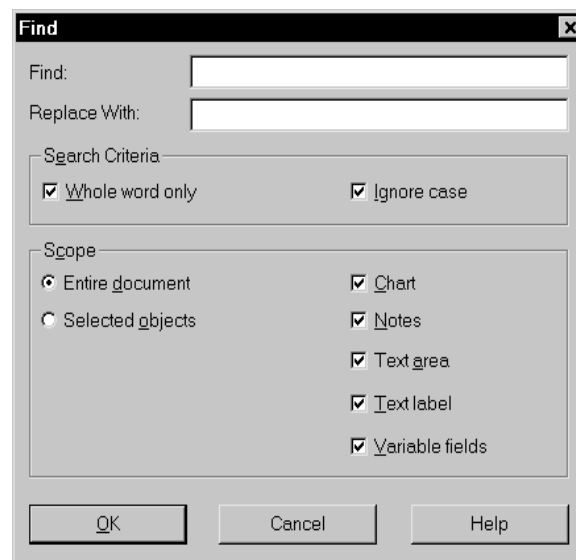 Find
Find:
Replace With:
Search Criteria
Whole word only
Ignore case
Scope
Entire document
Selected objects
Chart
Notes
Text area
Text label
Variable fields
OK Cancel Help